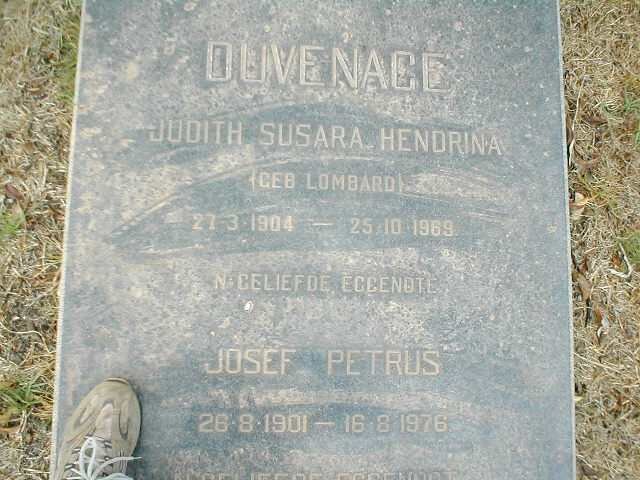 DUVENAGE
JUDITH SUSARA HENDRINA
(GEB LOMBARD)
27·3·1904 — 25·10·1969
'N GELIEFDE EGGENOTE
JOSEF PETRUS
26·8·1901 — 16·8·1976